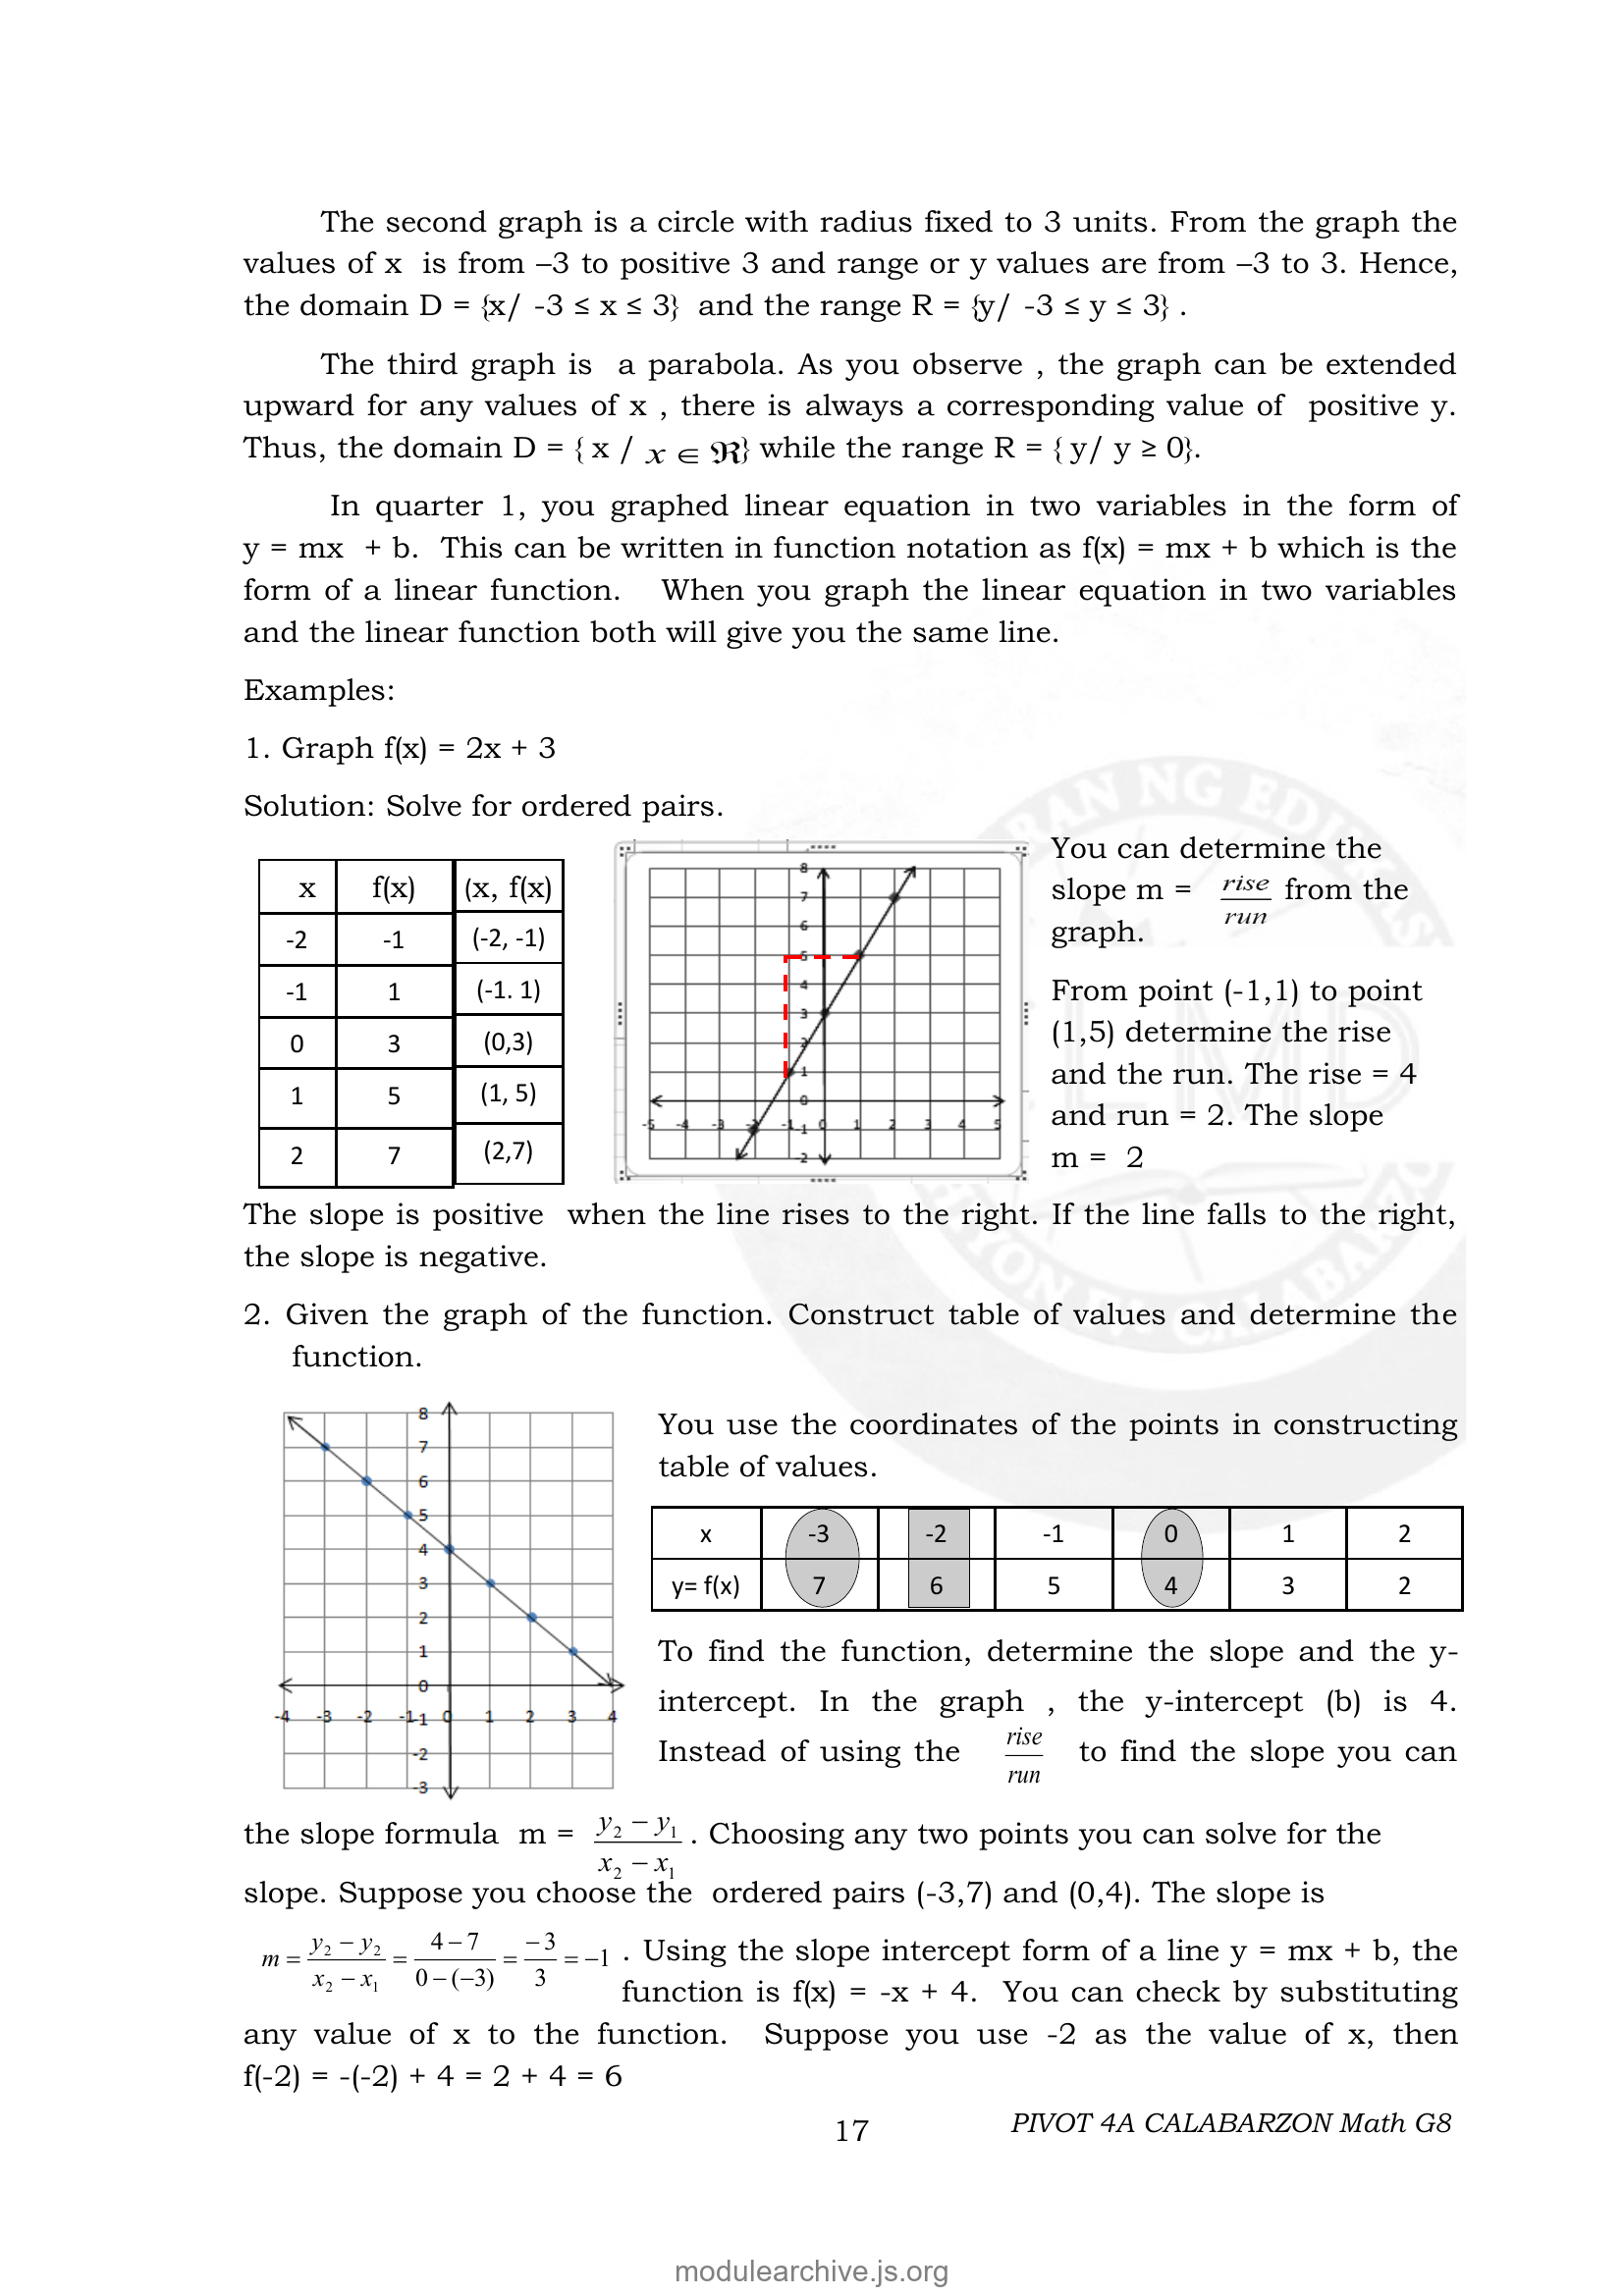 The second graph is a circle with radius fixed to 3 units. From the graph the
values of x is from –3 to positive 3 and range or y values are from –3 to 3. Hence,
the domain D = {x/ -3 ≤ x ≤ 3} and the range R = {y/ -3 ≤ y ≤ 3} .
The third graph is a parabola. As you observe , the graph can be extended
upward for any values of x , there is always a corresponding value of positive y.
Thus, the domain D = { x / x ∈ ℜ} while the range R = { y/ y ≥ 0}.
In quarter 1, you graphed linear equation in two variables in the form of
y = mx + b. This can be written in function notation as f(x) = mx + b which is the
form of a linear function. When you graph the linear equation in two variables
and the linear function both will give you the same line.
Examples:
1. Graph f(x) = 2x + 3
Solution: Solve for ordered pairs.
x f(x) (x, f(x)
-2 -1 (-2, -1)
-1 1 (-1. 1)
0 3 (0,3)
1 5 (1, 5)
2 7 (2,7)
8
7
6
5
4
3
2
1
0
-5 -4 -3 -2 -1 0 1 2 3 4 5
-1
-2
You can determine the
slope m = rise/run from the
graph.
From point (-1,1) to point
(1,5) determine the rise
and the run. The rise = 4
and run = 2. The slope
m = 2
The slope is positive when the line rises to the right. If the line falls to the right,
the slope is negative.
2. Given the graph of the function. Construct table of values and determine the
function.
8
7
6
5
4
3
2
1
0
-4 -3 -2 -1 0 1 2 3 4
-1
-2
-3
You use the coordinates of the points in constructing
table of values.
x -3 -2 -1 0 1 2
y= f(x) 7 6 5 4 3 2
To find the function, determine the slope and the y-
intercept. In the graph , the y-intercept (b) is 4.
Instead of using the rise/run to find the slope you can
the slope formula m = (y₂ − y₁)/(x₂ − x₁) . Choosing any two points you can solve for the
slope. Suppose you choose the ordered pairs (-3,7) and (0,4). The slope is
m = (y₂ − y₂)/(x₂ − x₁) = (4 − 7)/(0 − (−3)) = −3/3 = −1 . Using the slope intercept form of a line y = mx + b, the
function is f(x) = -x + 4. You can check by substituting
any value of x to the function. Suppose you use -2 as the value of x, then
f(-2) = -(-2) + 4 = 2 + 4 = 6
17
PIVOT 4A CALABARZON Math G8
modulearchive.js.org